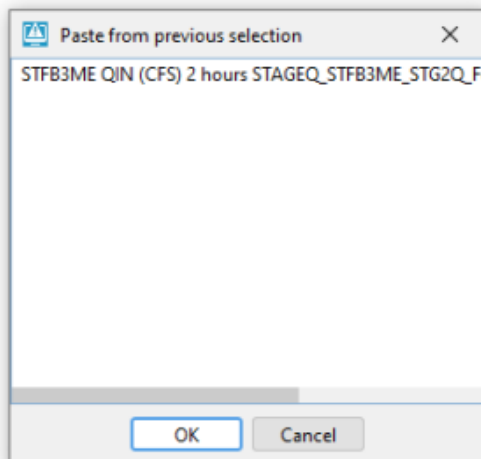 Paste from previous selection
STFB3ME QIN (CFS) 2 hours STAGEQ_STFB3ME_STG2Q_F
OK
Cancel